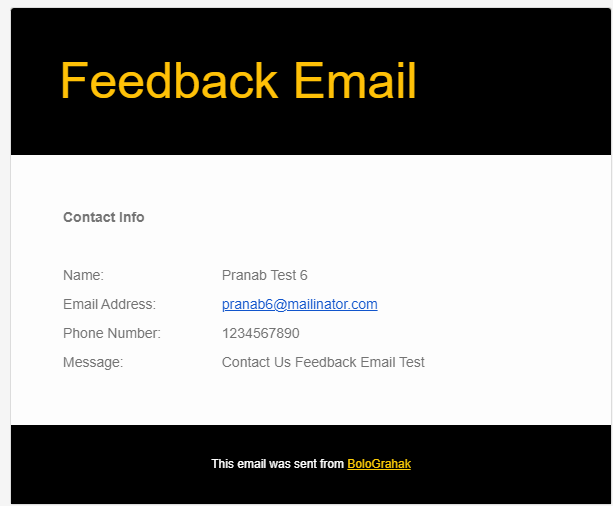 Feedback Email
Contact Info
Name: Pranab Test 6
Email Address: pranab6@mailinator.com
Phone Number: 1234567890
Message: Contact Us Feedback Email Test
This email was sent from BoloGrahak